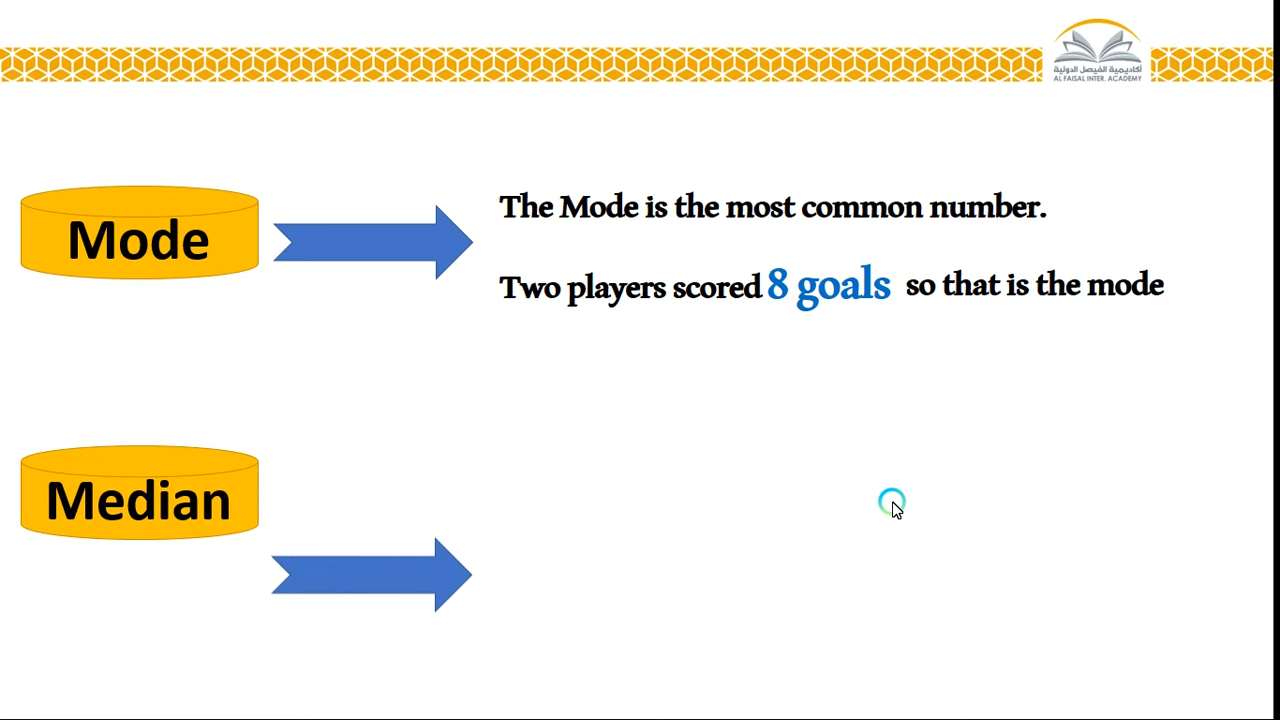 أكاديمية الفيصل الدولية
AL FAISAL INTER. ACADEMY
Mode
The Mode is the most common number.
Two players scored 8 goals so that is the mode
Median